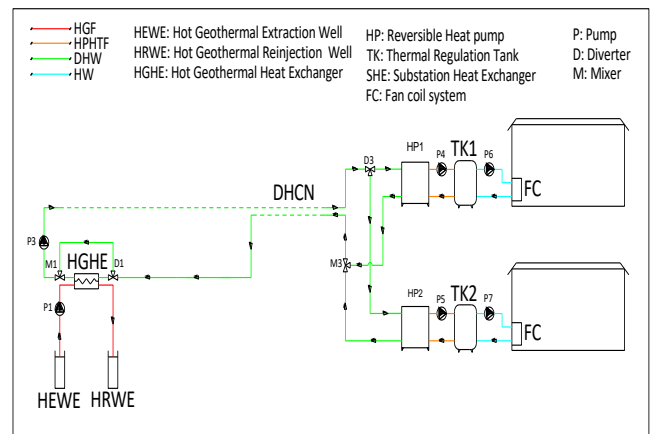 HGF
HPHTF
DHW
HW
HEWE: Hot Geothermal Extraction Well
HRWE: Hot Geothermal Reinjection Well
HGHE: Hot Geothermal Heat Exchanger
HP: Reversible Heat pump
TK: Thermal Regulation Tank
SHE: Substation Heat Exchanger
FC: Fan coil system
P: Pump
D: Diverter
M: Mixer
D3
HP1
P4
TK1
P6
FC
DHCN
P3
M1
HGHE
D1
M3
P1
HP2
P5
TK2
P7
FC
HEWE
HRWE